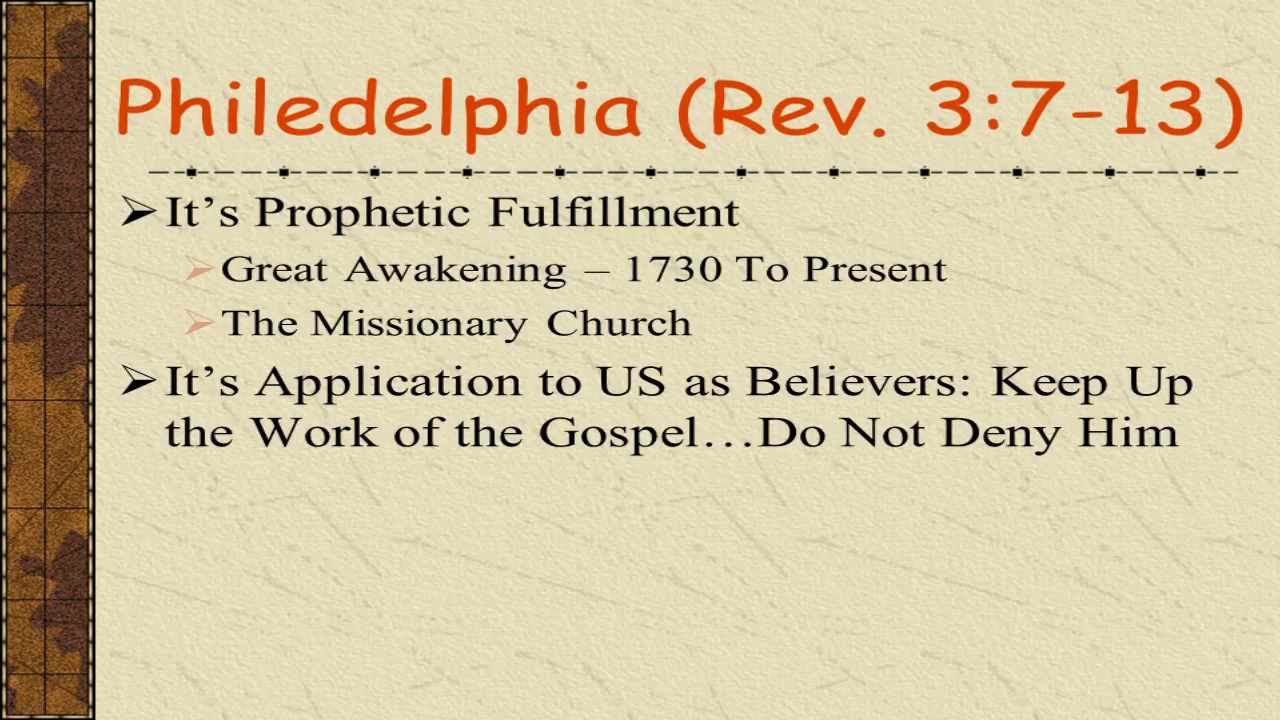 Philedelphia (Rev. 3:7-13)
It’s Prophetic Fulfillment
Great Awakening – 1730 To Present
The Missionary Church
It’s Application to US as Believers: Keep Up
the Work of the Gospel…Do Not Deny Him